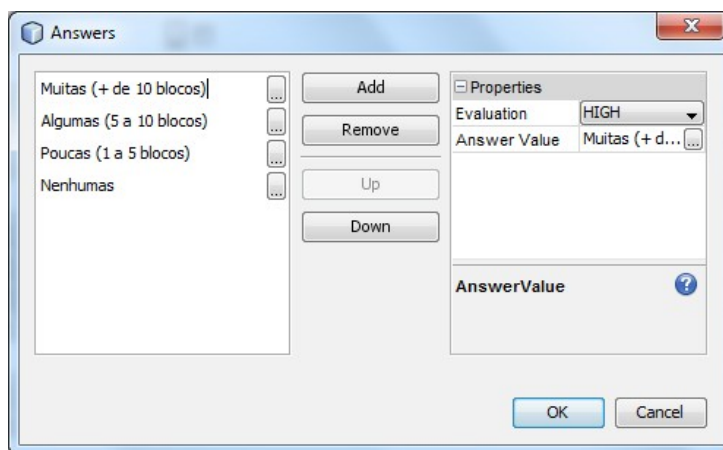 Answers
Muitas (+ de 10 blocos)
...
Algumas (5 a 10 blocos)
...
Poucas (1 a 5 blocos)
...
Nenhumas
...
Add
Remove
Up
Down
Properties
Evaluation HIGH
Answer Value Muitas (+ d... ...
AnswerValue
?
OK Cancel